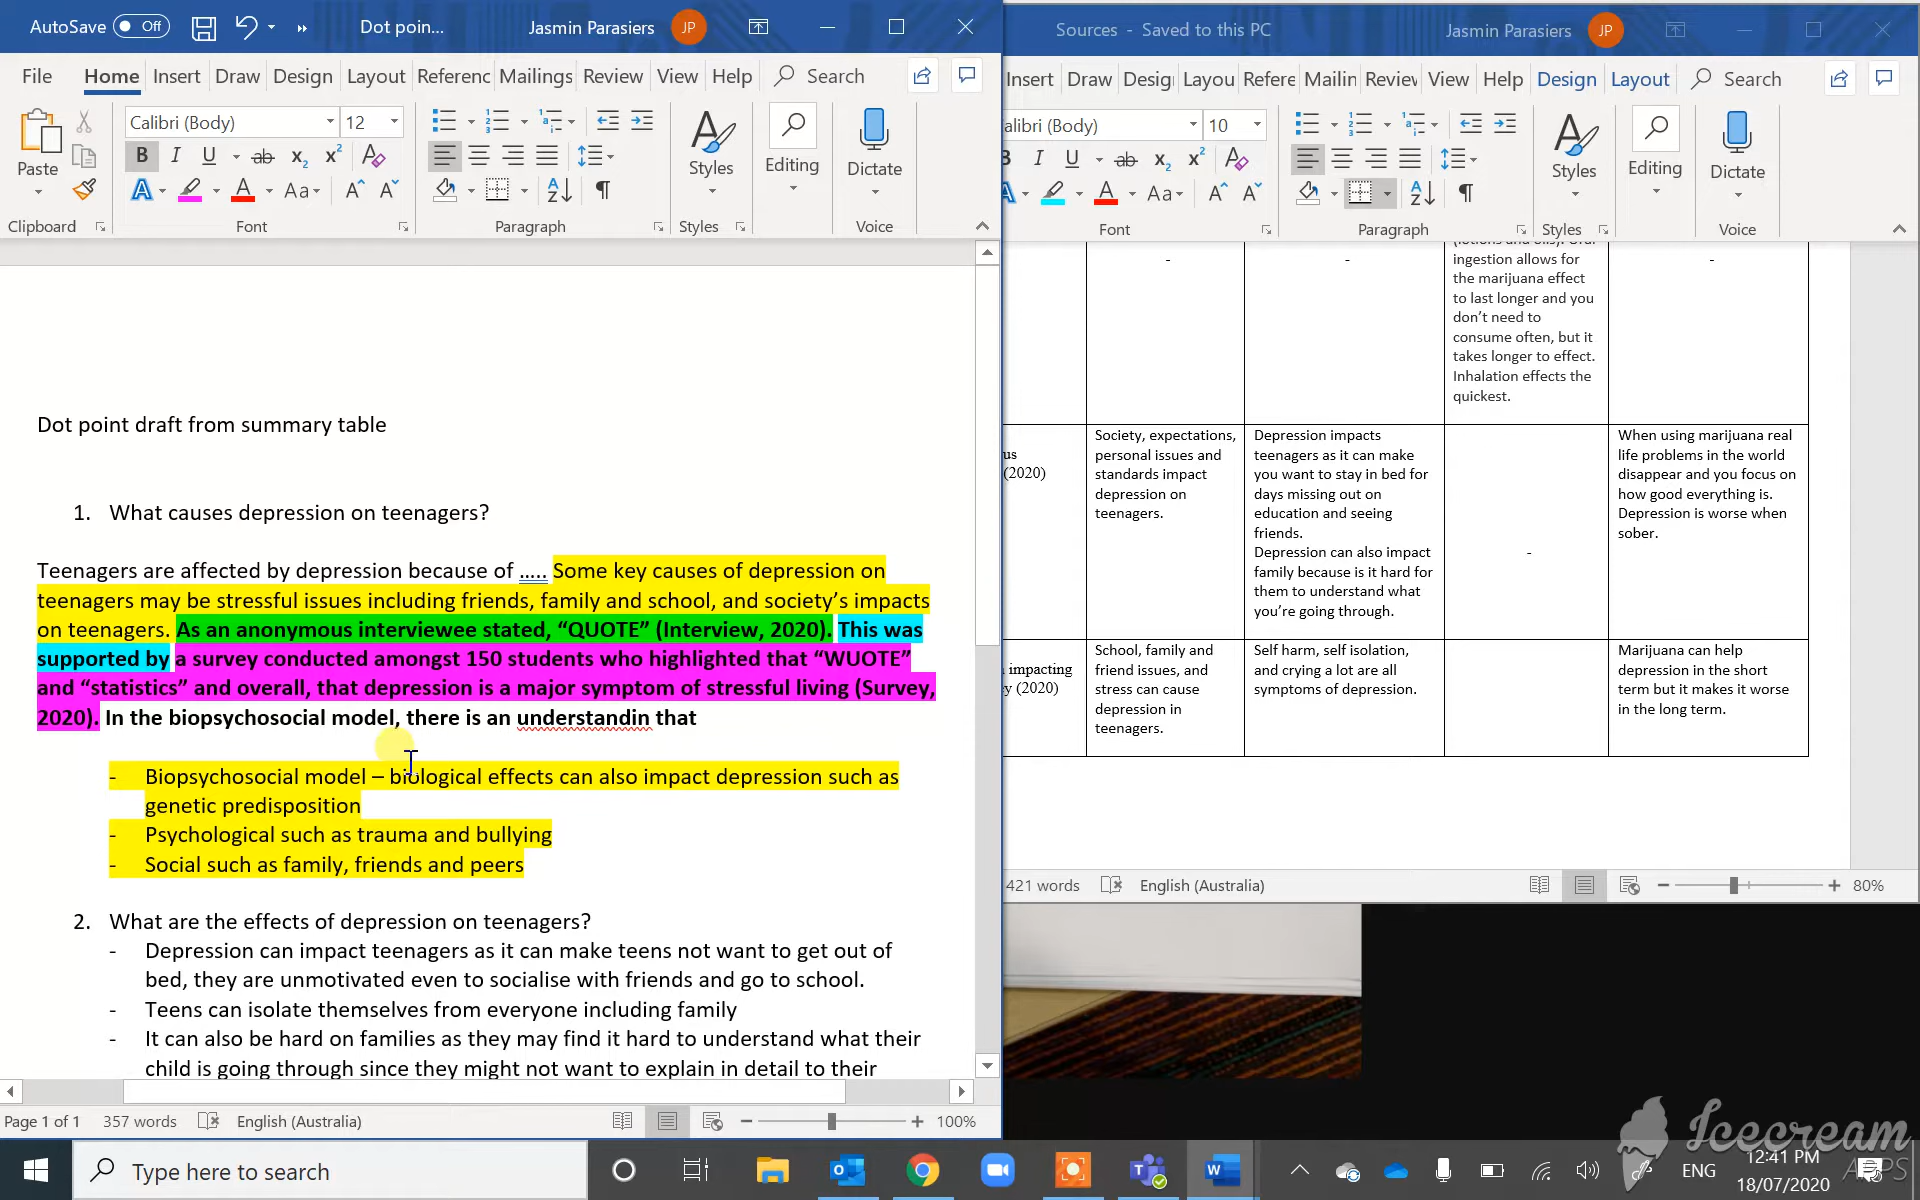 AutoSave Off Dot poin... Jasmin Parasiers JP
File Home Insert Draw Design Layout Referenc Mailings Review View Help Search
Calibri (Body) 12
Paste
Styles
Editing
Dictate
Clipboard Font Paragraph Styles Voice
Dot point draft from summary table
1. What causes depression on teenagers?
Teenagers are affected by depression because of ..... Some key causes of depression on
teenagers may be stressful issues including friends, family and school, and society’s impacts
on teenagers. As an anonymous interviewee stated, “QUOTE” (Interview, 2020). This was
supported by a survey conducted amongst 150 students who highlighted that “WUOTE”
and “statistics” and overall, that depression is a major symptom of stressful living (Survey,
2020). In the biopsychosocial model, there is an understandin that
- Biopsychosocial model – biological effects can also impact depression such as
genetic predisposition
- Psychological such as trauma and bullying
- Social such as family, friends and peers
2. What are the effects of depression on teenagers?
- Depression can impact teenagers as it can make teens not want to get out of
bed, they are unmotivated even to socialise with friends and go to school.
- Teens can isolate themselves from everyone including family
- It can also be hard on families as they may find it hard to understand what their
child is going through since they might not want to explain in detail to their
Page 1 of 1 357 words English (Australia) 100%
Sources - Saved to this PC Jasmin Parasiers JP
Insert Draw Desig Layou Refere Mailin Review View Help Design Layout Search
alibri (Body) 10
Styles
Editing
Dictate
Font Paragraph Styles Voice
-
-
ingestion allows for
the marijuana effect
to last longer and you
don’t need to
consume often, but it
takes longer to effect.
Inhalation effects the
quickest.
-
us
(2020)
Society, expectations,
personal issues and
standards impact
depression on
teenagers.
Depression impacts
teenagers as it can make
you want to stay in bed for
days missing out on
education and seeing
friends.
Depression can also impact
family because is it hard for
them to understand what
you’re going through.
-
When using marijuana real
life problems in the world
disappear and you focus on
how good everything is.
Depression is worse when
sober.
impacting
y (2020)
School, family and
friend issues, and
stress can cause
depression in
teenagers.
Self harm, self isolation,
and crying a lot are all
symptoms of depression.
Marijuana can help
depression in the short
term but it makes it worse
in the long term.
421 words English (Australia) 80%
Icecream
APPS
Type here to search
ENG
12:41 PM
18/07/2020